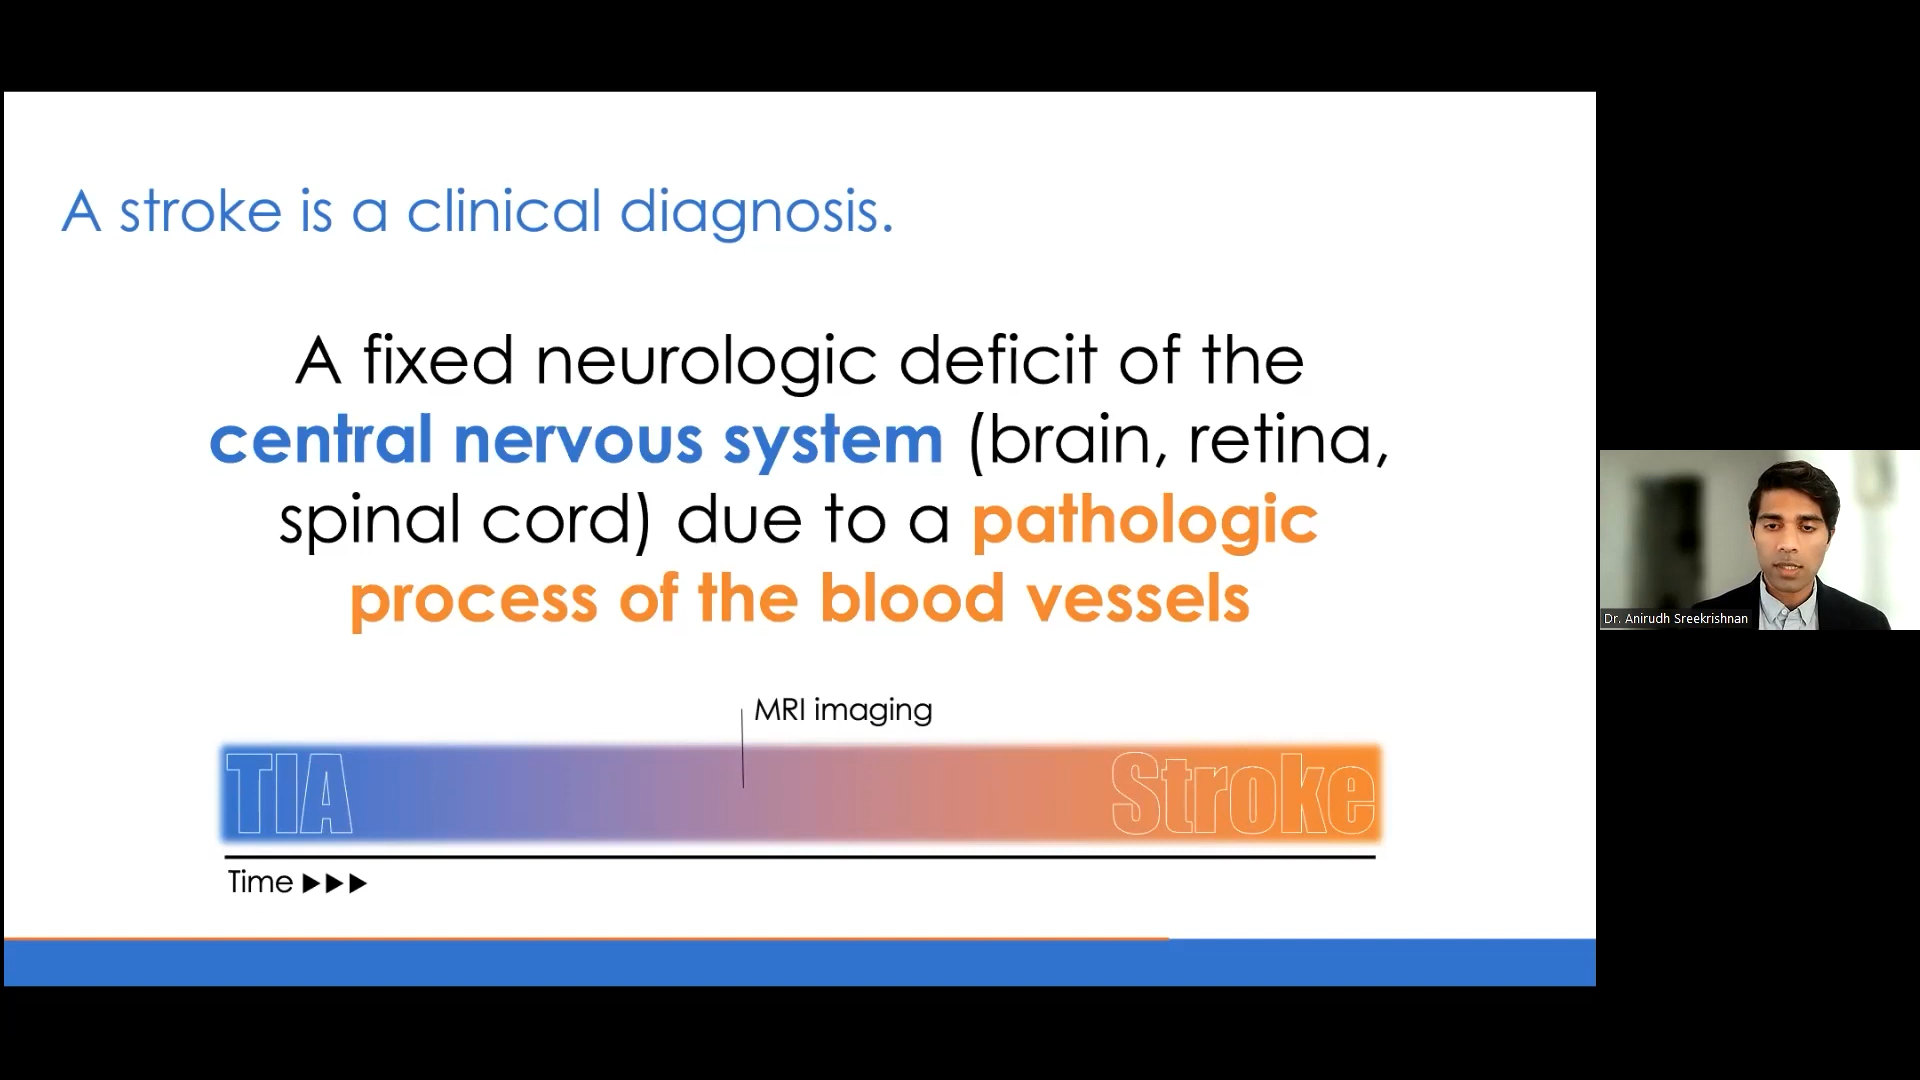 A stroke is a clinical diagnosis.
A fixed neurologic deficit of the
central nervous system (brain, retina,
spinal cord) due to a pathologic
process of the blood vessels
MRI imaging
TIA
Stroke
Time
Dr. Anirudh Sreekrishnan